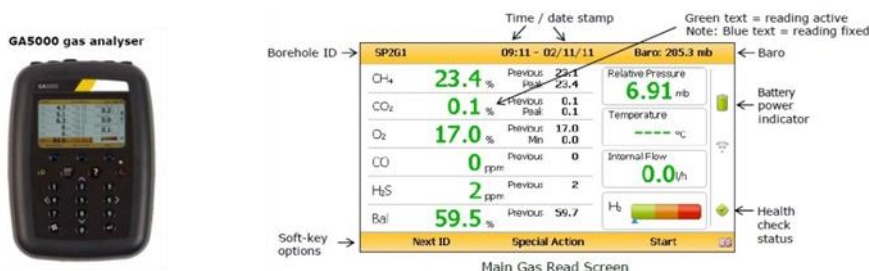 Time / date stamp
Green text = reading active
Note: Blue text = reading fixed
GA5000 gas analyser
Borehole ID
SP2G1 09:11 - 02/11/11 Baro: 205.3 mb
Baro
CH₄ 23.4 % Previous 23.1
Peak 23.4
CO₂ 0.1 % Previous 0.1
Peak 0.1
O₂ 17.0 % Previous 17.0
Min 0.0
CO 0 ppm Previous 0
H₂S 2 ppm Previous 2
Bal 59.5 % Previous 59.7
Relative Pressure
6.91 mb
Temperature
---- °C
Internal Flow
0.0 l/h
H₂
Battery
power
indicator
Health
check
status
Soft-key
options
Next ID Special Action Start
Main Gas Read Screen